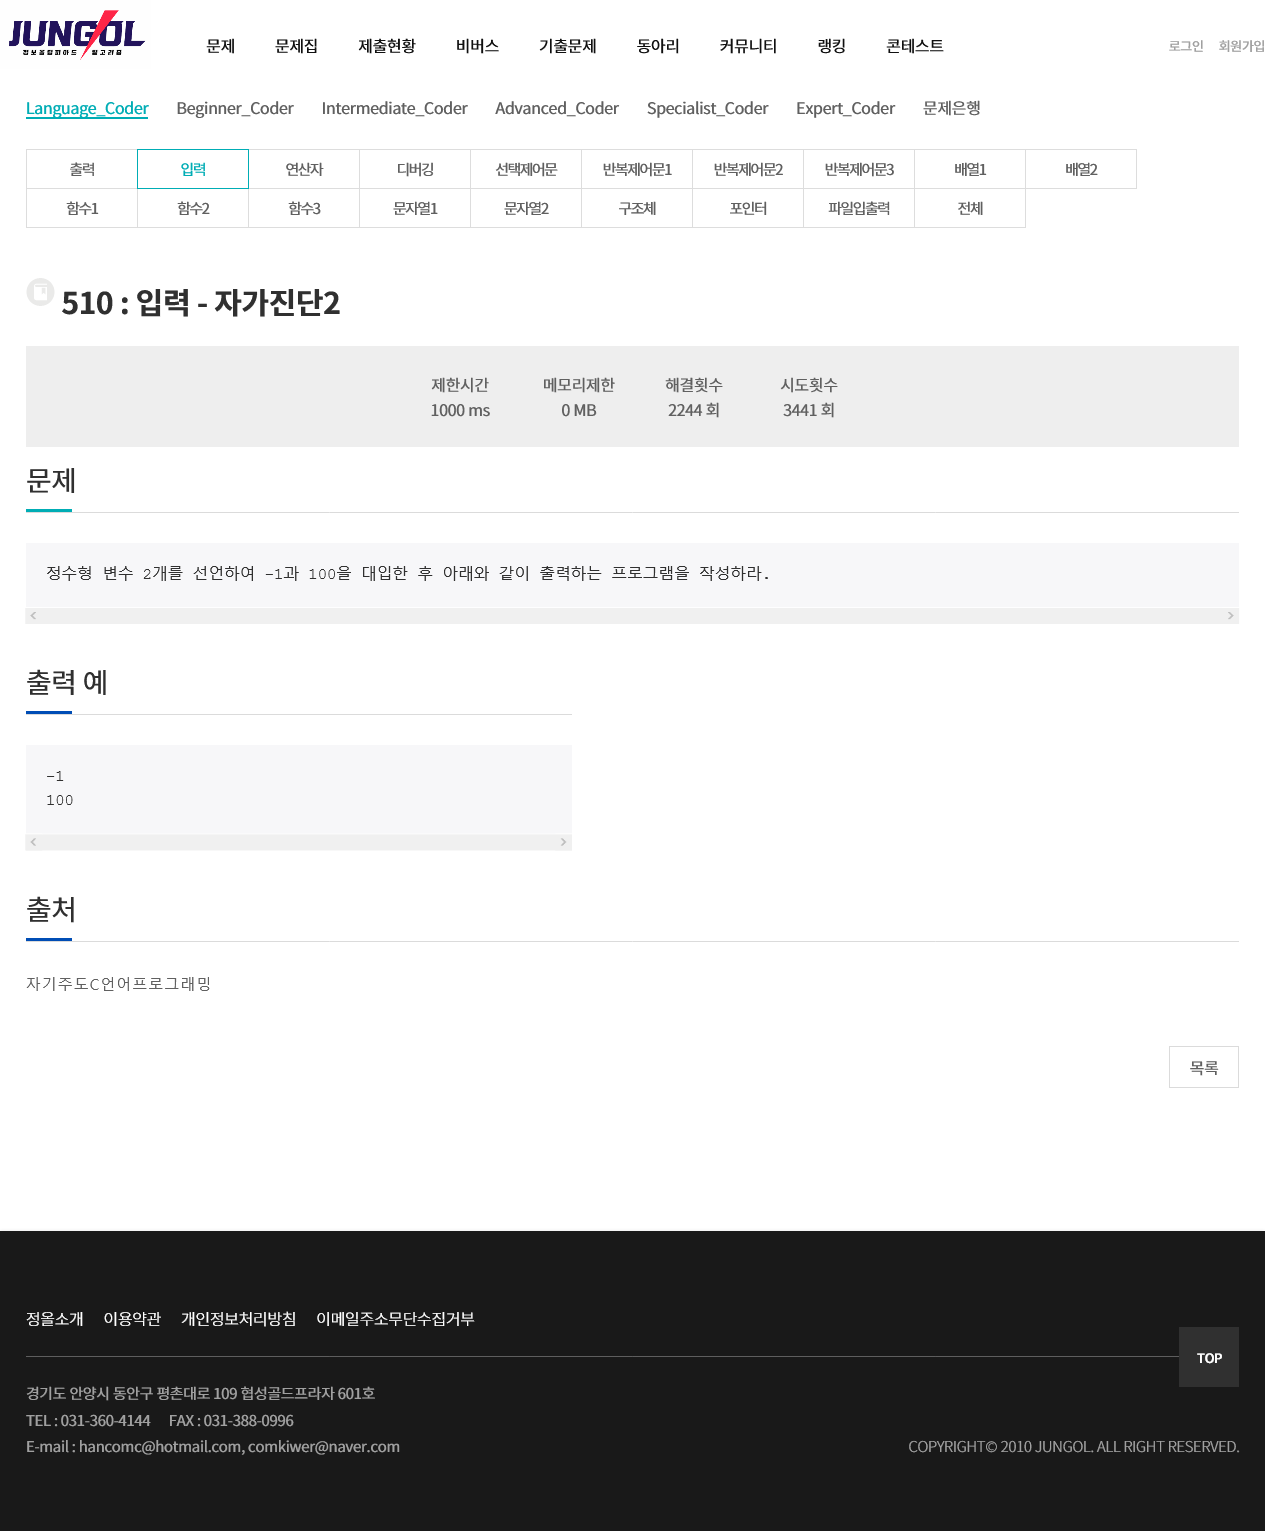 JUNGOL
정보올림피아드 알고리즘
문제 문제집 제출현황 비버스 기출문제 동아리 커뮤니티 랭킹 콘테스트 로그인 회원가입
Language_Coder Beginner_Coder Intermediate_Coder Advanced_Coder Specialist_Coder Expert_Coder 문제은행
출력 입력 연산자 디버깅 선택제어문 반복제어문1 반복제어문2 반복제어문3 배열1 배열2
함수1 함수2 함수3 문자열1 문자열2 구조체 포인터 파일입출력 전체
510 : 입력 - 자가진단2
제한시간 메모리제한 해결횟수 시도횟수
1000 ms 0 MB 2244 회 3441 회
문제
정수형 변수 2개를 선언하여 -1과 100을 대입한 후 아래와 같이 출력하는 프로그램을 작성하라.
출력 예
-1
100
출처
자기주도C언어프로그래밍
목록
정올소개 이용약관 개인정보처리방침 이메일주소무단수집거부
TOP
경기도 안양시 동안구 평촌대로 109 협성골드프라자 601호
TEL : 031-360-4144 FAX : 031-388-0996
E-mail : hancomc@hotmail.com, comkiwer@naver.com COPYRIGHT© 2010 JUNGOL. ALL RIGHT RESERVED.